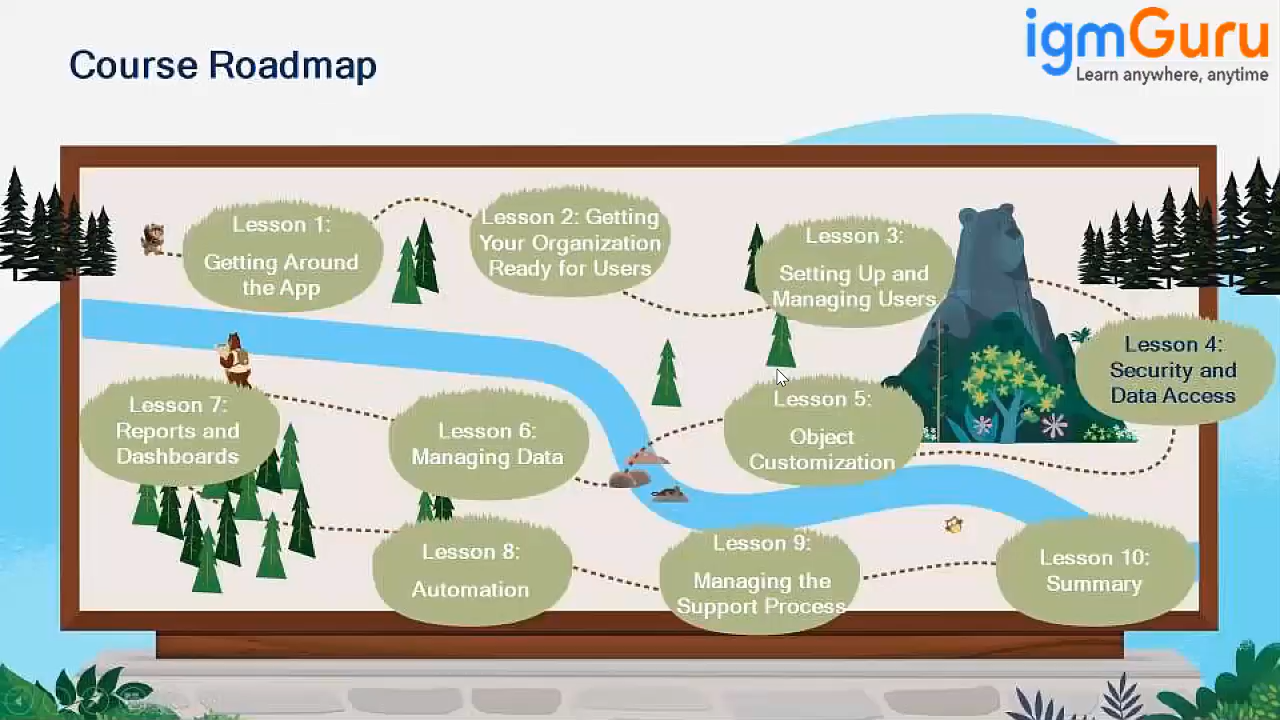 igmGuru
Learn anywhere, anytime
Course Roadmap
Lesson 1:
Getting Around
the App
Lesson 2: Getting
Your Organization
Ready for Users
Lesson 3:
Setting Up and
Managing Users
Lesson 4:
Security and
Data Access
Lesson 5:
Object
Customization
Lesson 6:
Managing Data
Lesson 7:
Reports and
Dashboards
Lesson 8:
Automation
Lesson 9:
Managing the
Support Process
Lesson 10:
Summary